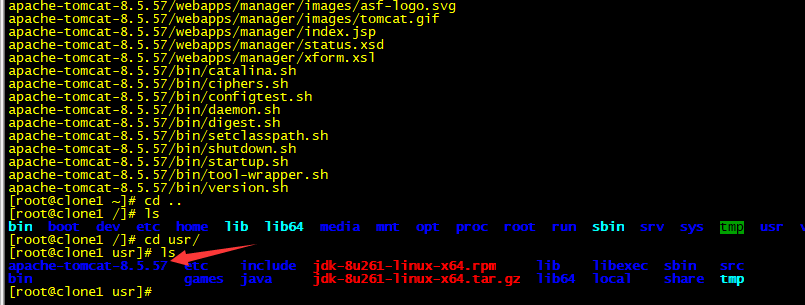 apache-tomcat-8.5.57/webapps/manager/images/asf-logo.svg
apache-tomcat-8.5.57/webapps/manager/images/tomcat.gif
apache-tomcat-8.5.57/webapps/manager/index.jsp
apache-tomcat-8.5.57/webapps/manager/status.xsd
apache-tomcat-8.5.57/webapps/manager/xform.xsl
apache-tomcat-8.5.57/bin/catalina.sh
apache-tomcat-8.5.57/bin/ciphers.sh
apache-tomcat-8.5.57/bin/configtest.sh
apache-tomcat-8.5.57/bin/daemon.sh
apache-tomcat-8.5.57/bin/digest.sh
apache-tomcat-8.5.57/bin/setclasspath.sh
apache-tomcat-8.5.57/bin/shutdown.sh
apache-tomcat-8.5.57/bin/startup.sh
apache-tomcat-8.5.57/bin/tool-wrapper.sh
apache-tomcat-8.5.57/bin/version.sh
[root@clone1 ~]# cd ..
[root@clone1 /]# ls
bin boot dev etc home lib lib64 media mnt opt proc root run sbin srv sys tmp usr v
[root@clone1 /]# cd usr/
[root@clone1 usr]# ls
apache-tomcat-8.5.57 etc include jdk-8u261-linux-x64.rpm lib libexec sbin src
bin games java jdk-8u261-linux-x64.tar.gz lib64 local share tmp
[root@clone1 usr]#